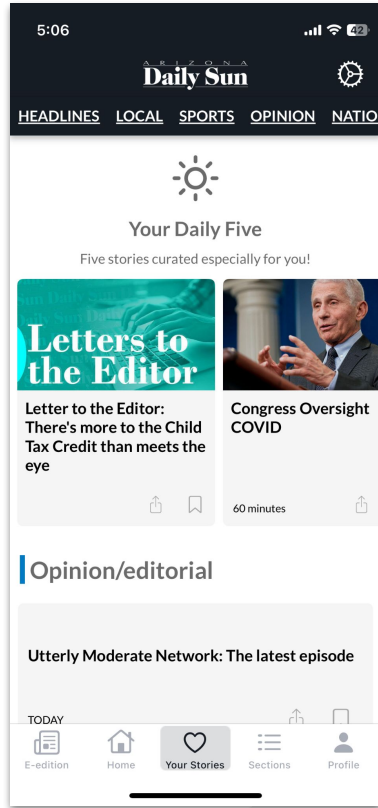 5:06
42
ARIZONA
Daily Sun
HEADLINES LOCAL SPORTS OPINION NATIO
Your Daily Five
Five stories curated especially for you!
Letters to
the Editor
Letter to the Editor:
There's more to the Child
Tax Credit than meets the
eye
Congress Oversight
COVID
60 minutes
Opinion/editorial
Utterly Moderate Network: The latest episode
TODAY
E-edition
Home
Your Stories
Sections
Profile